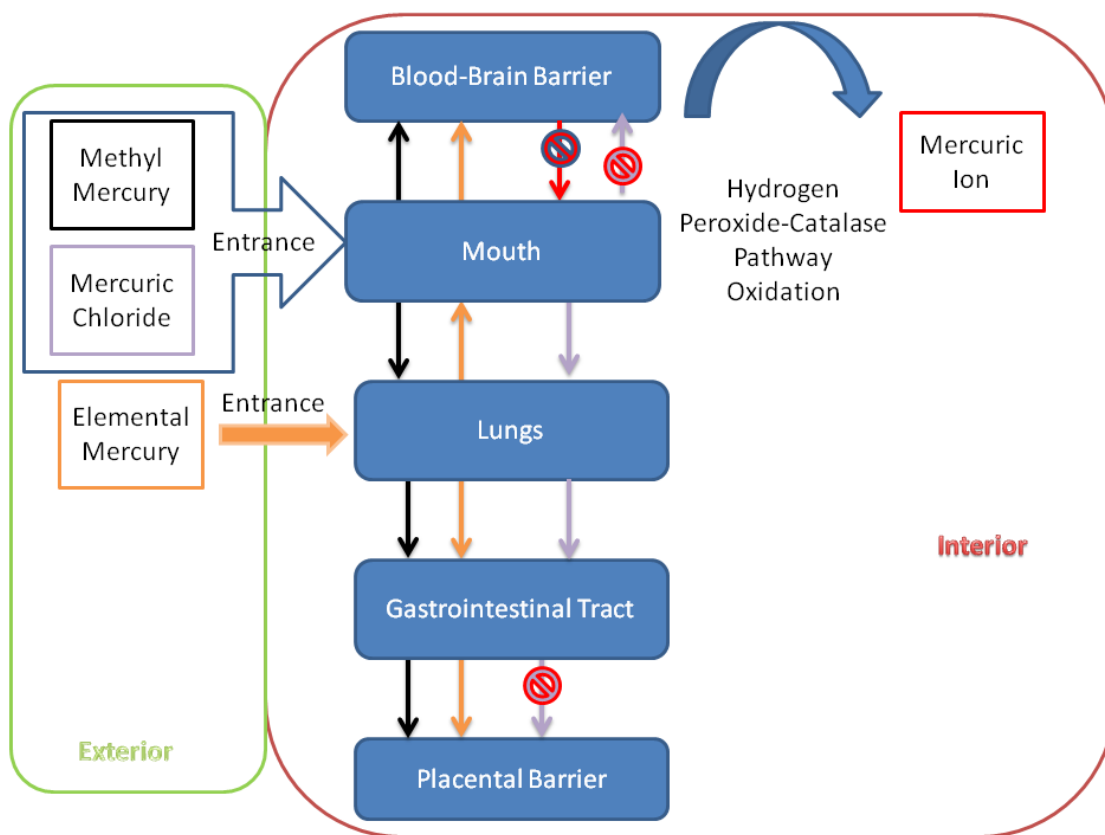 Blood-Brain Barrier
Methyl
Mercury
Mercuric
Ion
Hydrogen
Peroxide-Catalase
Pathway
Oxidation
Entrance
Mouth
Mercuric
Chloride
Entrance
Elemental
Mercury
Lungs
Interior
Gastrointestinal Tract
Exterior
Placental Barrier